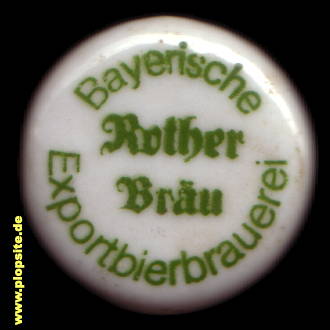 Bayerische
Rother
Bräu
Exportbierbrauerei
www.plopsite.de